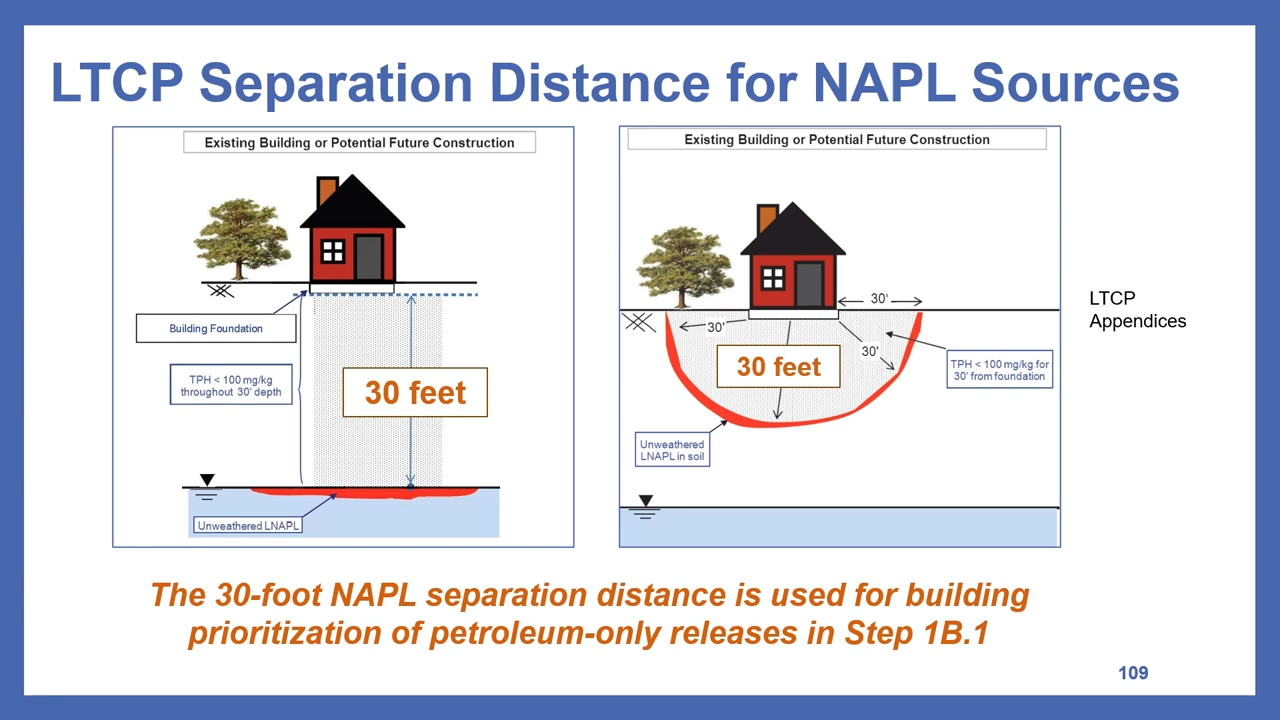 LTCP Separation Distance for NAPL Sources
Existing Building or Potential Future Construction
Building Foundation
TPH < 100 mg/kg
throughout 30' depth
30 feet
Unweathered LNAPL
Existing Building or Potential Future Construction
30'
30'
30'
30 feet
TPH < 100 mg/kg for
30' from foundation
Unweathered
LNAPL in soil
LTCP
Appendices
The 30-foot NAPL separation distance is used for building
prioritization of petroleum-only releases in Step 1B.1
109